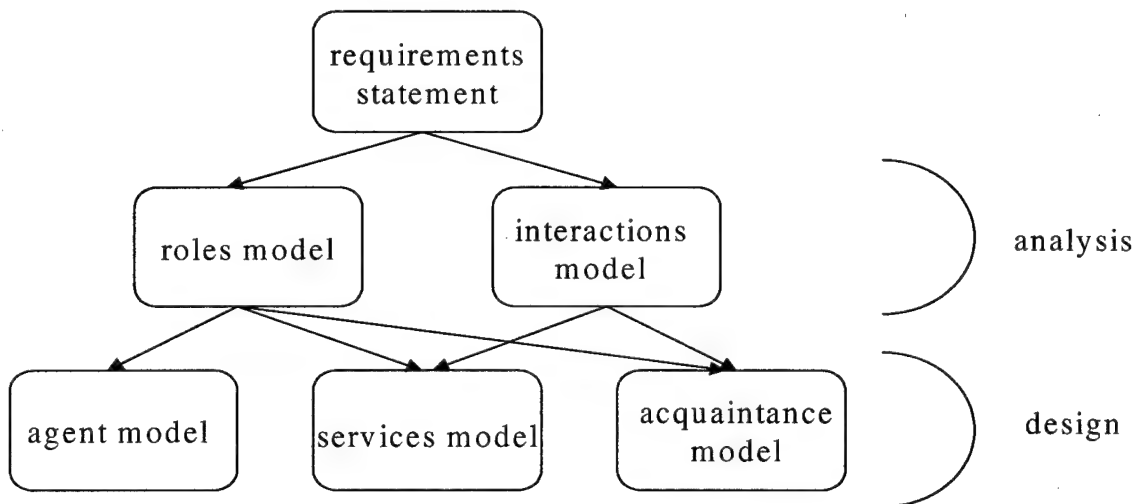 requirements
statement
roles model
interactions
model
analysis
agent model
services model
acquaintance
model
design